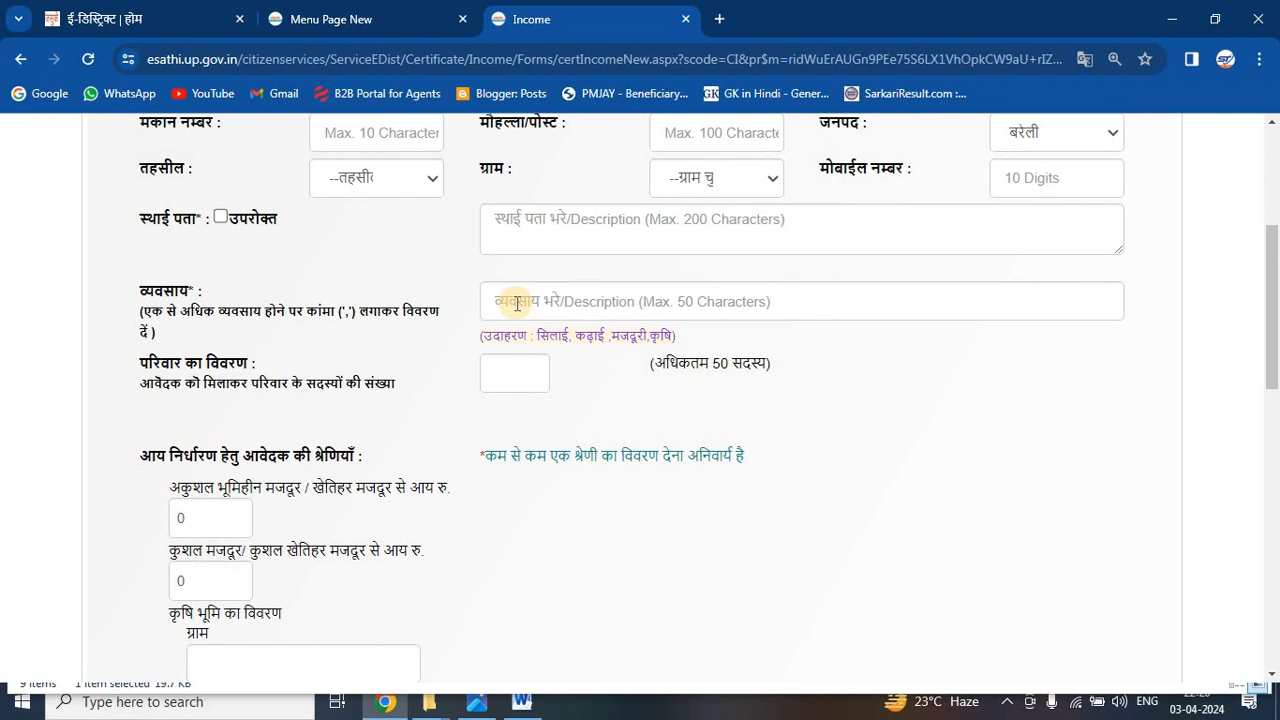 ई-डिस्ट्रिक्ट | होम
Menu Page New
Income
esathi.up.gov.in/citizenservices/ServiceEDist/Certificate/Income/Forms/certIncomeNew.aspx?scode=CI&pr$m=ridWuErAUGn9PEe75S6LX1VhOpkCW9aU+rIZ...
Google WhatsApp YouTube Gmail B2B Portal for Agents Blogger: Posts PMJAY - Beneficiary... GK in Hindi - Gener... SarkariResult.com :...
मकान नम्बर : Max. 10 Character मौहल्ला/पोस्ट : Max. 100 Characte जनपद : बरेली
तहसील : --तहसी ग्राम : --ग्राम चु मोबाईल नम्बर : 10 Digits
स्थाई पता* : उपरोक्त स्थाई पता भरे/Description (Max. 200 Characters)
व्यवसाय* : व्यवसाय भरे/Description (Max. 50 Characters)
(एक से अधिक व्यवसाय होने पर कांमा (',') लगाकर विवरण
दें )
(उदाहरण : सिलाई, कढ़ाई ,मजदूरी,कृषि)
परिवार का विवरण : (अधिकतम 50 सदस्य)
आवेदक कॊ मिलाकर परिवार के सदस्यों की संख्या
आय निर्धारण हेतु आवेदक की श्रेणियाँ : *कम से कम एक श्रेणी का विवरण देना अनिवार्य है
अकुशल भूमिहीन मजदूर / खेतिहर मजदूर से आय रु.
0
कुशल मजदूर/ कुशल खेतिहर मजदूर से आय रु.
0
कृषि भूमि का विवरण
ग्राम
9 items 1 item selected 19.7 KB
Type here to search 23°C Haze ENG
03-04-2024